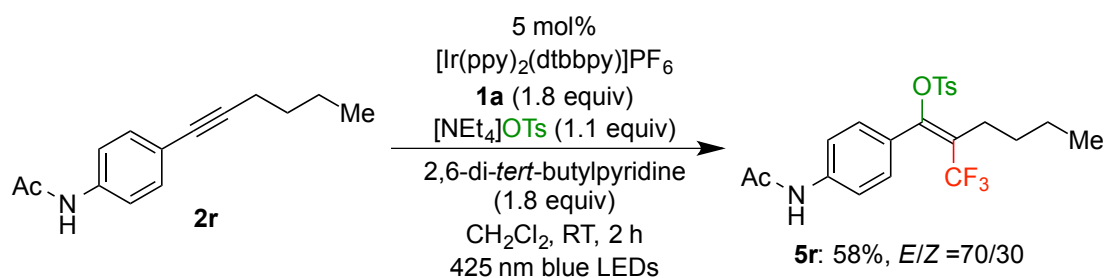 5 mol%
[Ir(ppy)2(dtbbpy)]PF6
1a (1.8 equiv)
[NEt4]OTs (1.1 equiv)
2,6-di-tert-butylpyridine
(1.8 equiv)
CH2Cl2, RT, 2 h
425 nm blue LEDs
Me
Ac
N
H
2r
OTs
Me
CF3
Ac
N
H
5r: 58%, E/Z =70/30